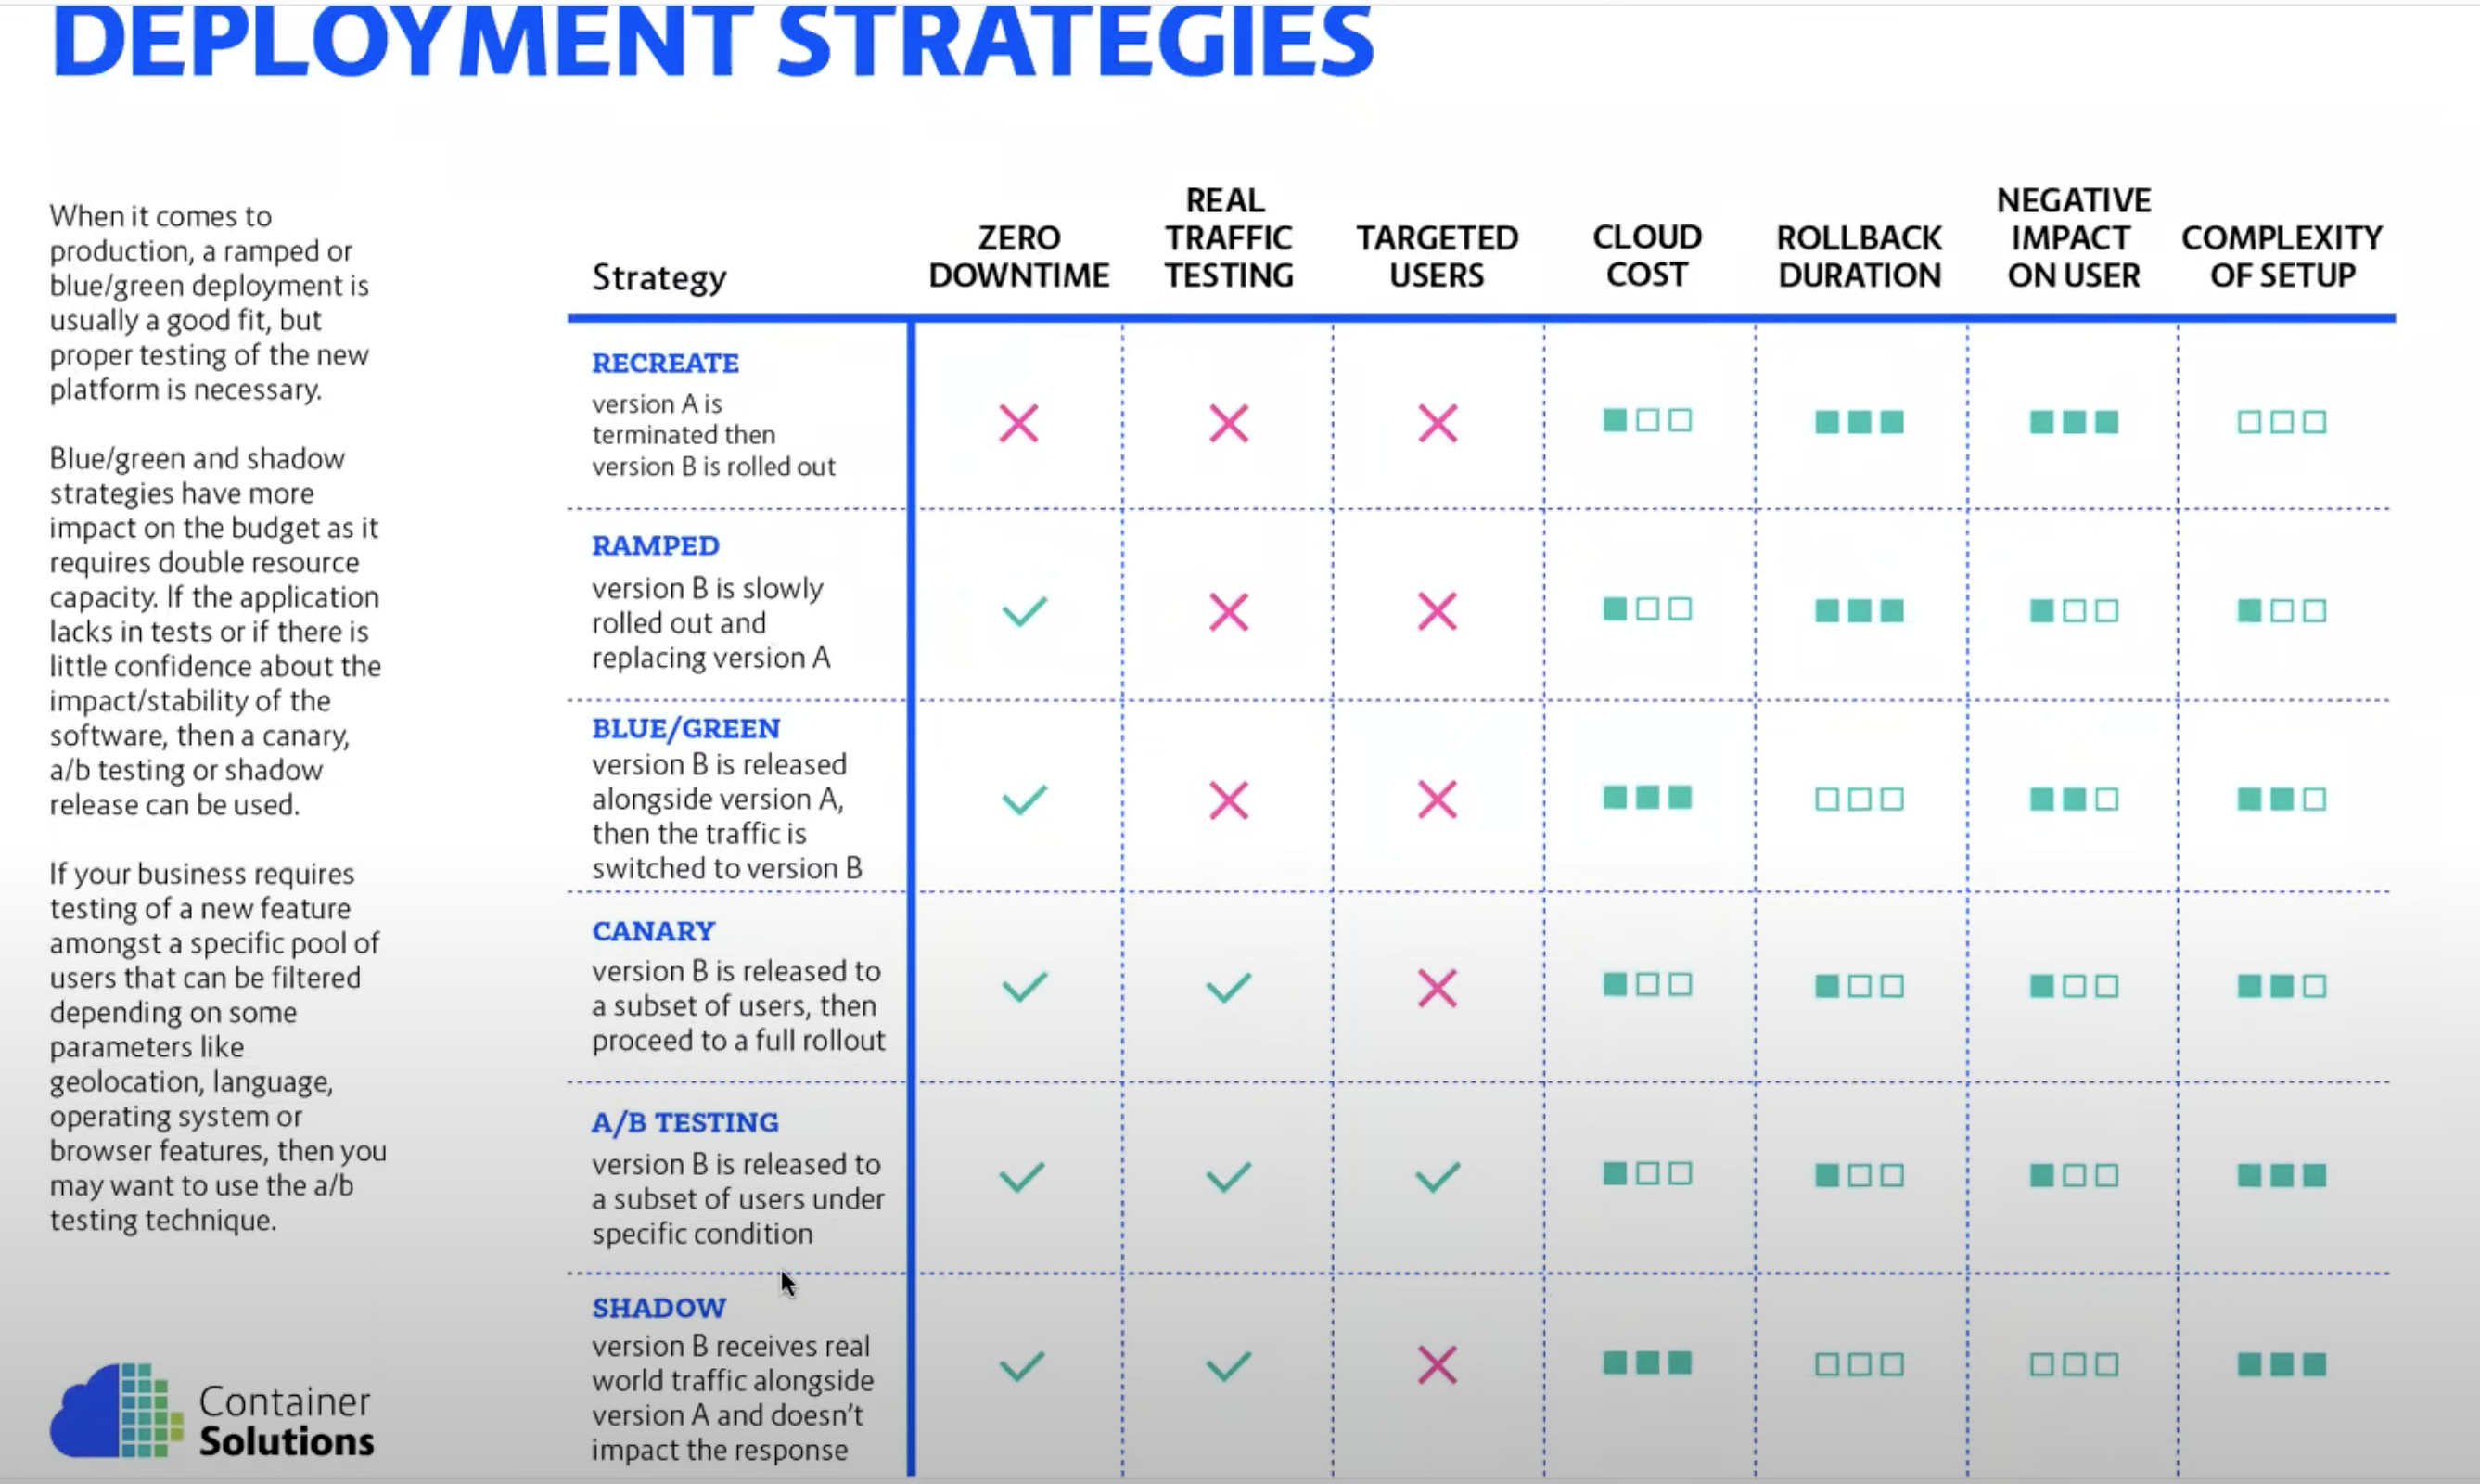 DEPLOYMENT STRATEGIES
When it comes to
production, a ramped or
blue/green deployment is
usually a good fit, but
proper testing of the new
platform is necessary.
Blue/green and shadow
strategies have more
impact on the budget as it
requires double resource
capacity. If the application
lacks in tests or if there is
little confidence about the
impact/stability of the
software, then a canary,
a/b testing or shadow
release can be used.
If your business requires
testing of a new feature
amongst a specific pool of
users that can be filtered
depending on some
parameters like
geolocation, language,
operating system or
browser features, then you
may want to use the a/b
testing technique.
Container
Solutions
Strategy
ZERO
DOWNTIME
REAL
TRAFFIC
TESTING
TARGETED
USERS
CLOUD
COST
ROLLBACK
DURATION
NEGATIVE
IMPACT
ON USER
COMPLEXITY
OF SETUP
RECREATE
version A is
terminated then
version B is rolled out
RAMPED
version B is slowly
rolled out and
replacing version A
BLUE/GREEN
version B is released
alongside version A,
then the traffic is
switched to version B
CANARY
version B is released to
a subset of users, then
proceed to a full rollout
A/B TESTING
version B is released to
a subset of users under
specific condition
SHADOW
version B receives real
world traffic alongside
version A and doesn't
impact the response